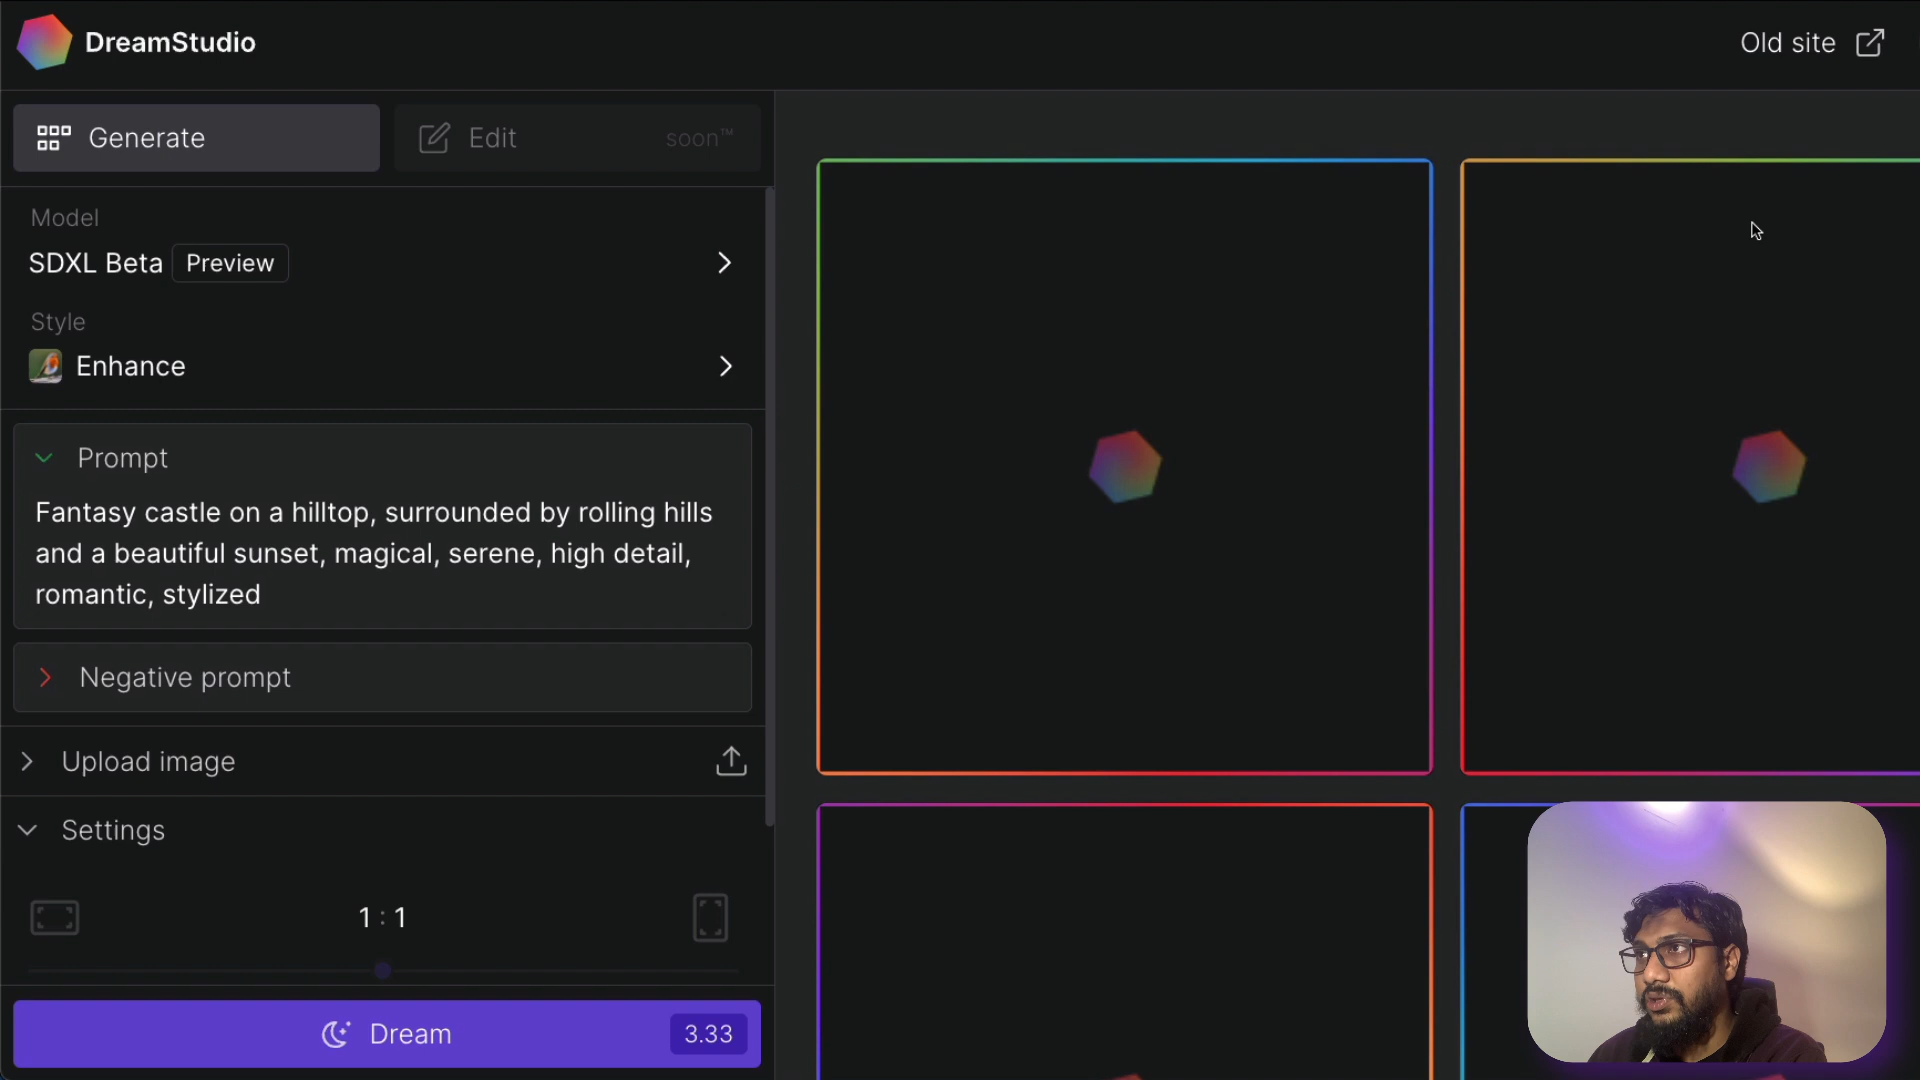 DreamStudio
Old site
Generate
Edit
soon™
Model
SDXL Beta Preview
Style
Enhance
Prompt
Fantasy castle on a hilltop, surrounded by rolling hills
and a beautiful sunset, magical, serene, high detail,
romantic, stylized
Negative prompt
Upload image
Settings
1 : 1
Dream
3.33